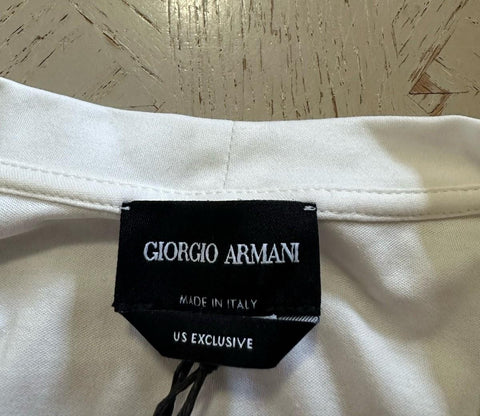 GIORGIO ARMANI
MADE IN ITALY
US EXCLUSIVE